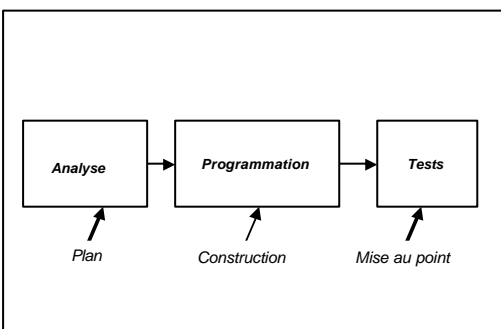 Analyse
Programmation
Tests
Plan
Construction
Mise au point